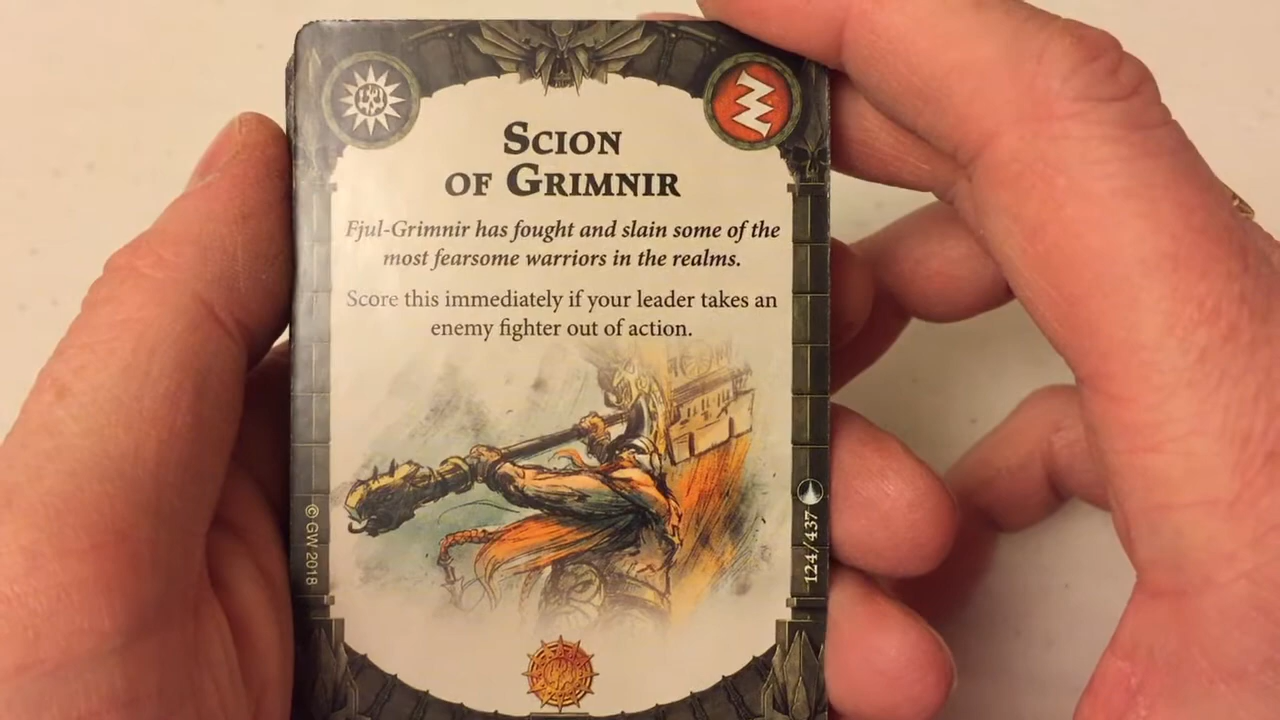 SCION
OF GRIMNIR
Fjul-Grimnir has fought and slain some of the
most fearsome warriors in the realms.
Score this immediately if your leader takes an
enemy fighter out of action.
© GW 2018
124/437